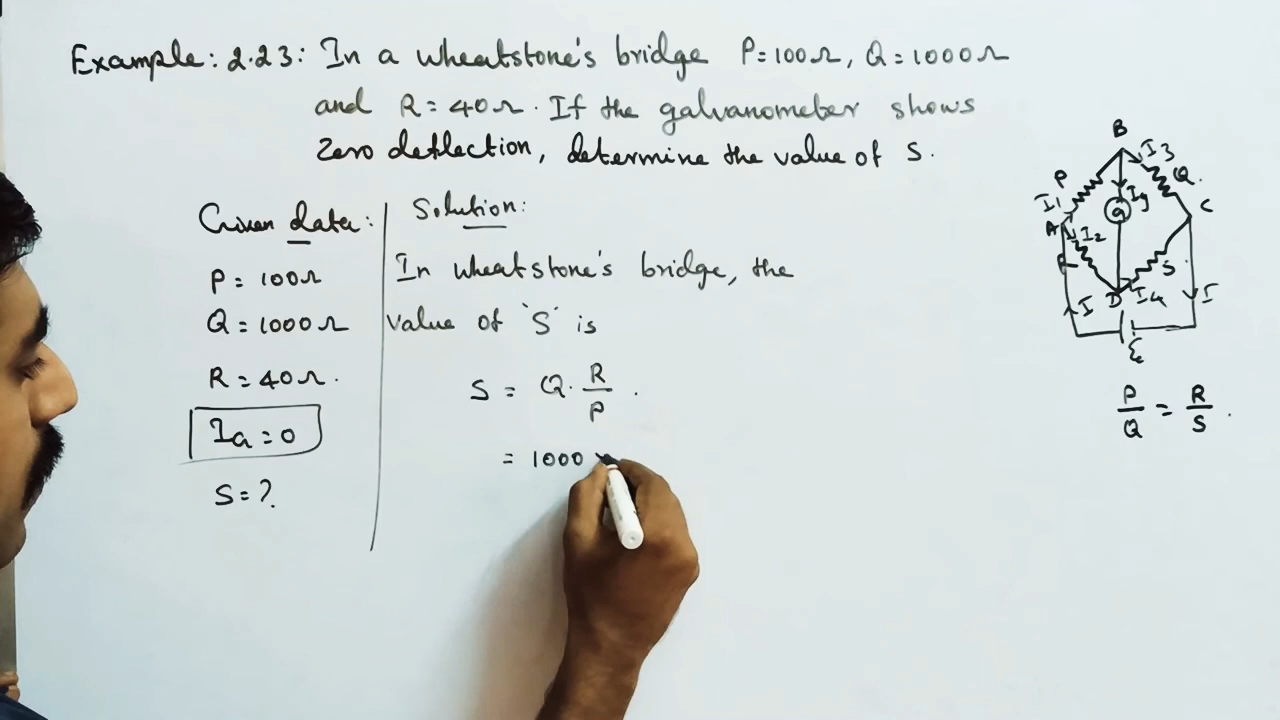 Example: 2.23: In a wheatstone's bridge P=100Ω, Q=1000Ω
and R=40Ω. If the galvanometer shows
zero deflection, determine the value of S.
Given data:
P=100Ω
Q=1000Ω
R=40Ω.
IG=0
S=?
Solution:
In wheatstone's bridge, the
value of 'S' is
S = Q. R/P .
= 1000 ×
B
I3
P
Q.
I1
Ig
G
C
A
I2
R
S
D
I4
I
I
P/Q = R/S .